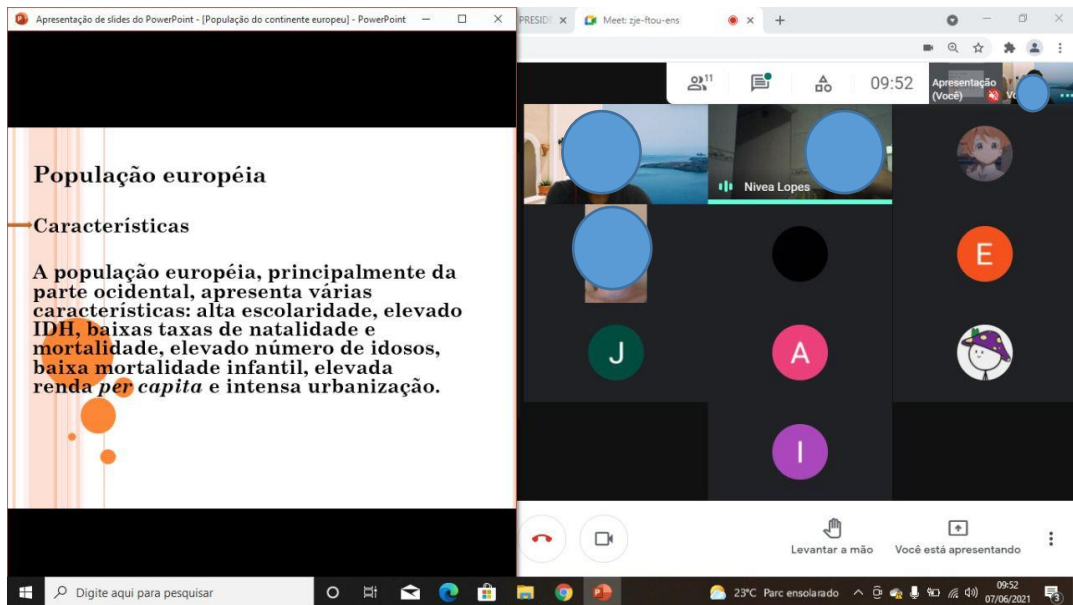 Apresentação de slides do PowerPoint - [População do continente europeu] - PowerPoint
População européia
Características
A população européia, principalmente da
parte ocidental, apresenta várias
características: alta escolaridade, elevado
IDH, baixas taxas de natalidade e
mortalidade, elevado número de idosos,
baixa mortalidade infantil, elevada
renda per capita e intensa urbanização.
Meet: zje-ftou-ens
11
09:52
Apresentação
(Você)
Nivea Lopes
E
J
A
I
Levantar a mão
Você está apresentando
Digite aqui para pesquisar
23°C Parc ensolarado
09:52
07/06/2021
3